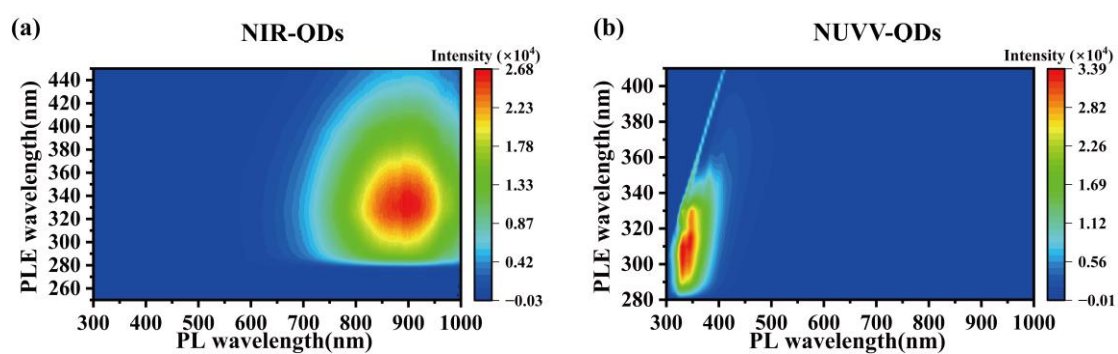 (a)
NIR-QDs
Intensity (×10⁴)
PLE wavelength(nm)
440
420
400
380
360
340
320
300
280
260
300 400 500 600 700 800 900 1000
PL wavelength(nm)
2.68
2.23
1.78
1.33
0.87
0.42
−0.03
(b)
NUVV-QDs
Intensity (×10⁴)
PLE wavelength(nm)
400
380
360
340
320
300
280
300 400 500 600 700 800 900 1000
PL wavelength(nm)
3.39
2.82
2.26
1.69
1.12
0.56
−0.01